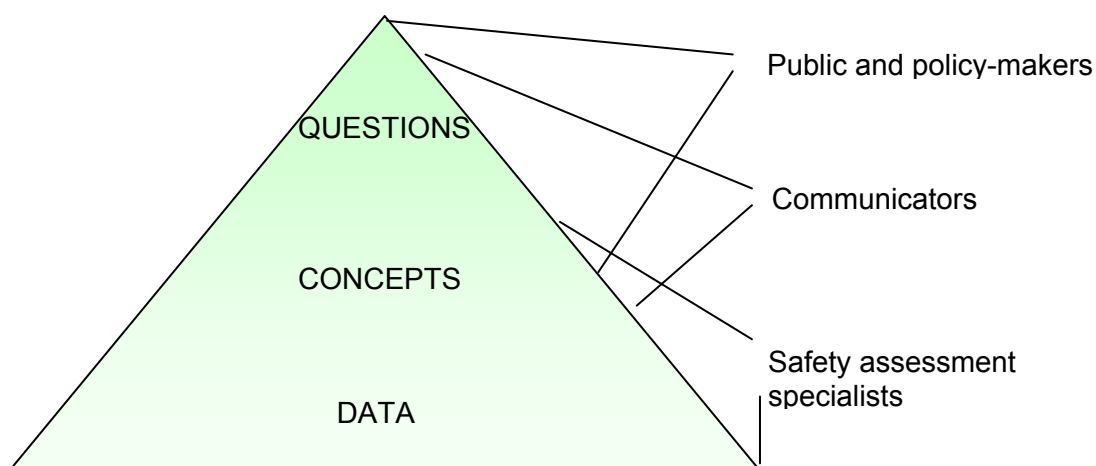 Public and policy-makers
QUESTIONS
Communicators
CONCEPTS
Safety assessment
specialists
DATA